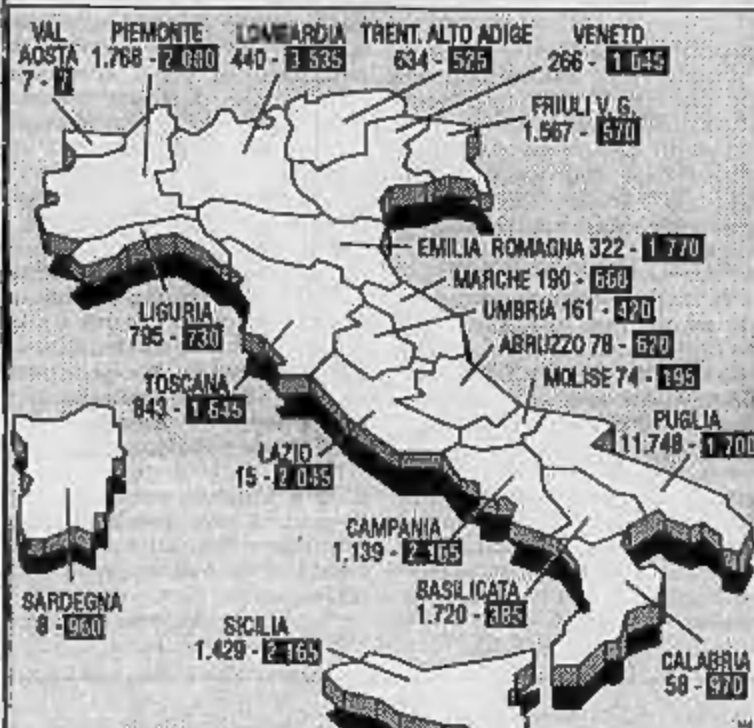 VAL AOSTA
7 - 7
PIEMONTE
1.768 - 2.080
LOMBARDIA
440 - 3.535
TRENT. ALTO ADIGE
634 - 525
VENETO
266 - 1.045
FRIULI V. G.
1.567 - 570
EMILIA ROMAGNA 322 - 1.770
MARCHE 190 -
UMBRIA 161 -
ABRUZZO 78 - 620
MOLISE 74 - 195
LIGURIA
795 - 730
TOSCANA
843 - 1.645
LAZIO
15 - 2.045
PUGLIA
11.748 - 1.700
CAMPANIA
1.139 - 2.165
BASILICATA
1.720 - 385
SARDEGNA
8 - 960
SICILIA
1.429 - 2.165
CALABRIA
58 - 970